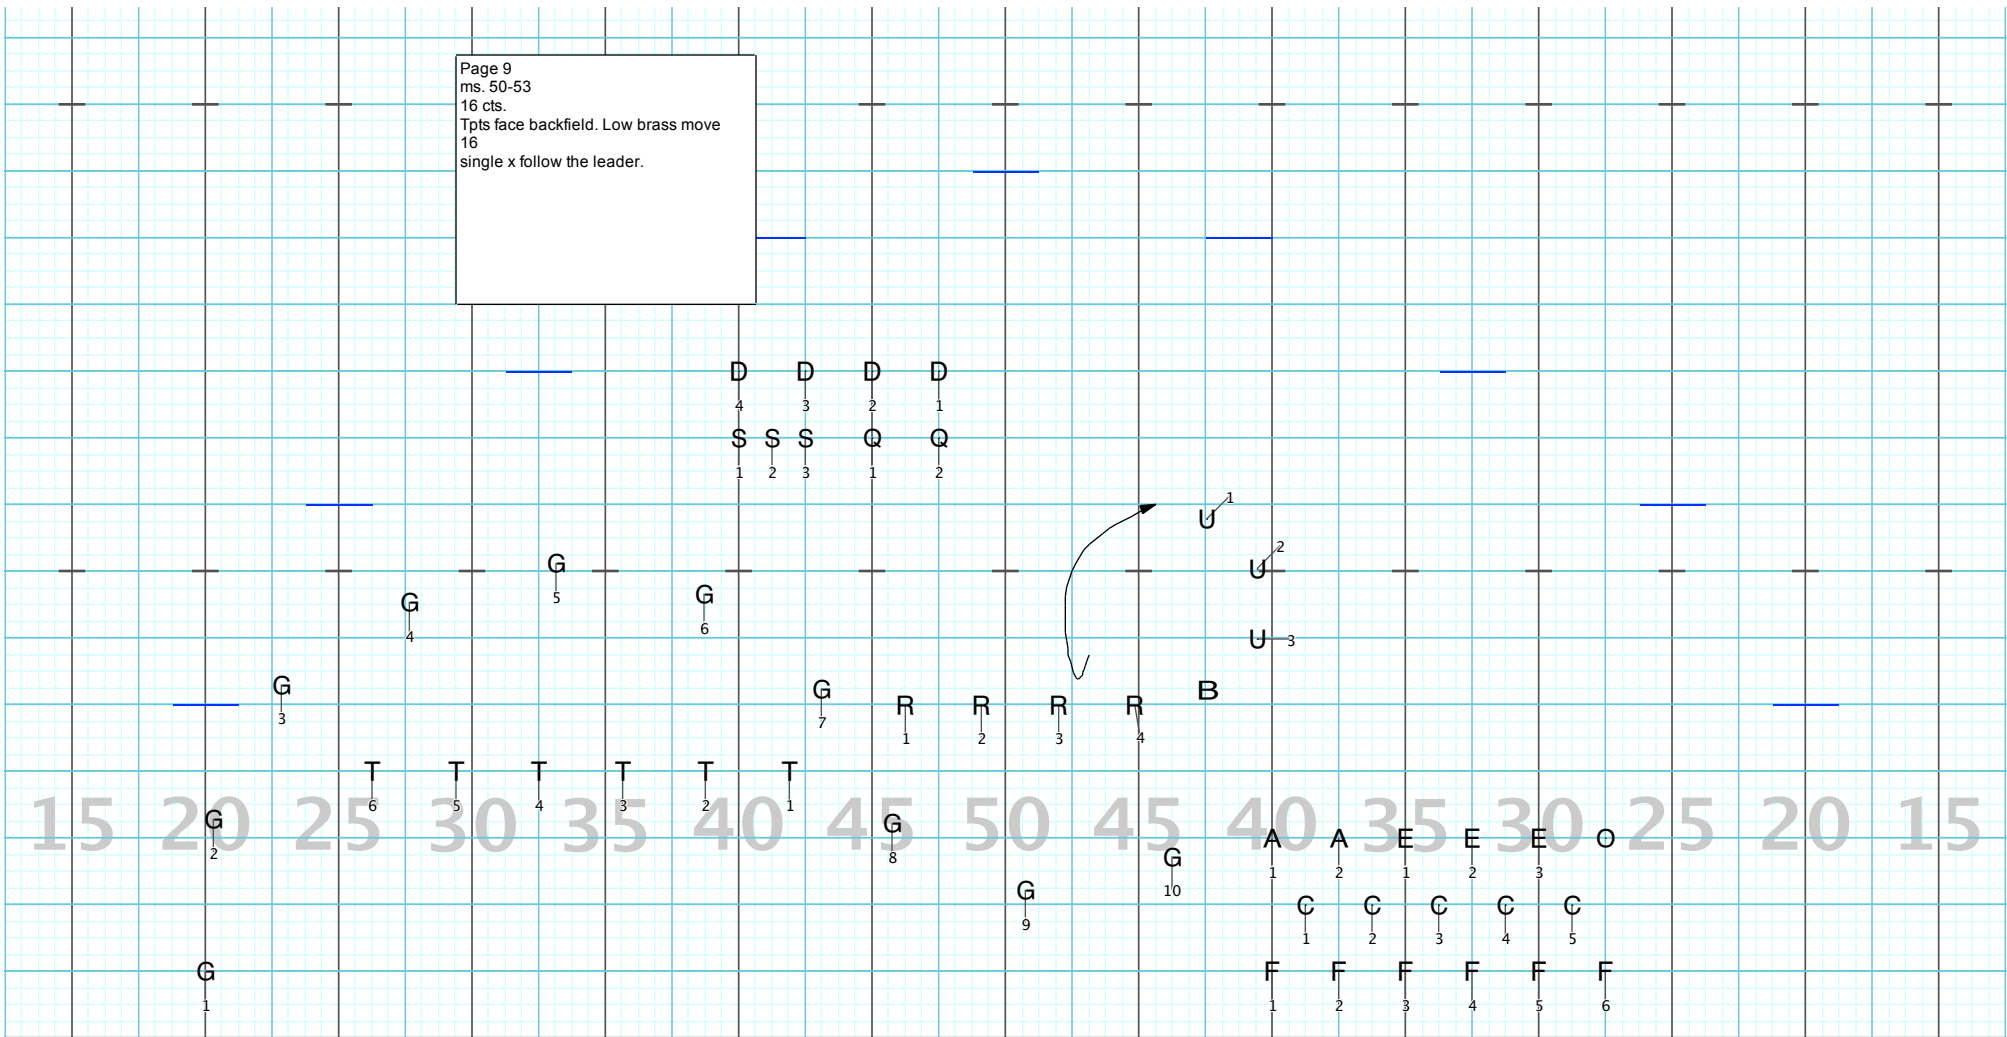 Page 9
ms. 50-53
16 cts.
Tpts face backfield. Low brass move
16
single x follow the leader.
D D D D
4 3 2 1
S S S Q Q
1 2 3 1 2
1
U
2
G U
5
G G
4 6
U 3
G G B
3 7
R R R R
1 2 3 4
T T T T T T
6 5 4 3 2 1
15 20 25 30 35 40 45 50 45 40 35 30 25 20 15
G G
2 8
A A E E E O
1 2 1 2 3
G
10
G
9
C C C C C
1 2 3 4 5
G F F F F F F
1 1 2 3 4 5 6